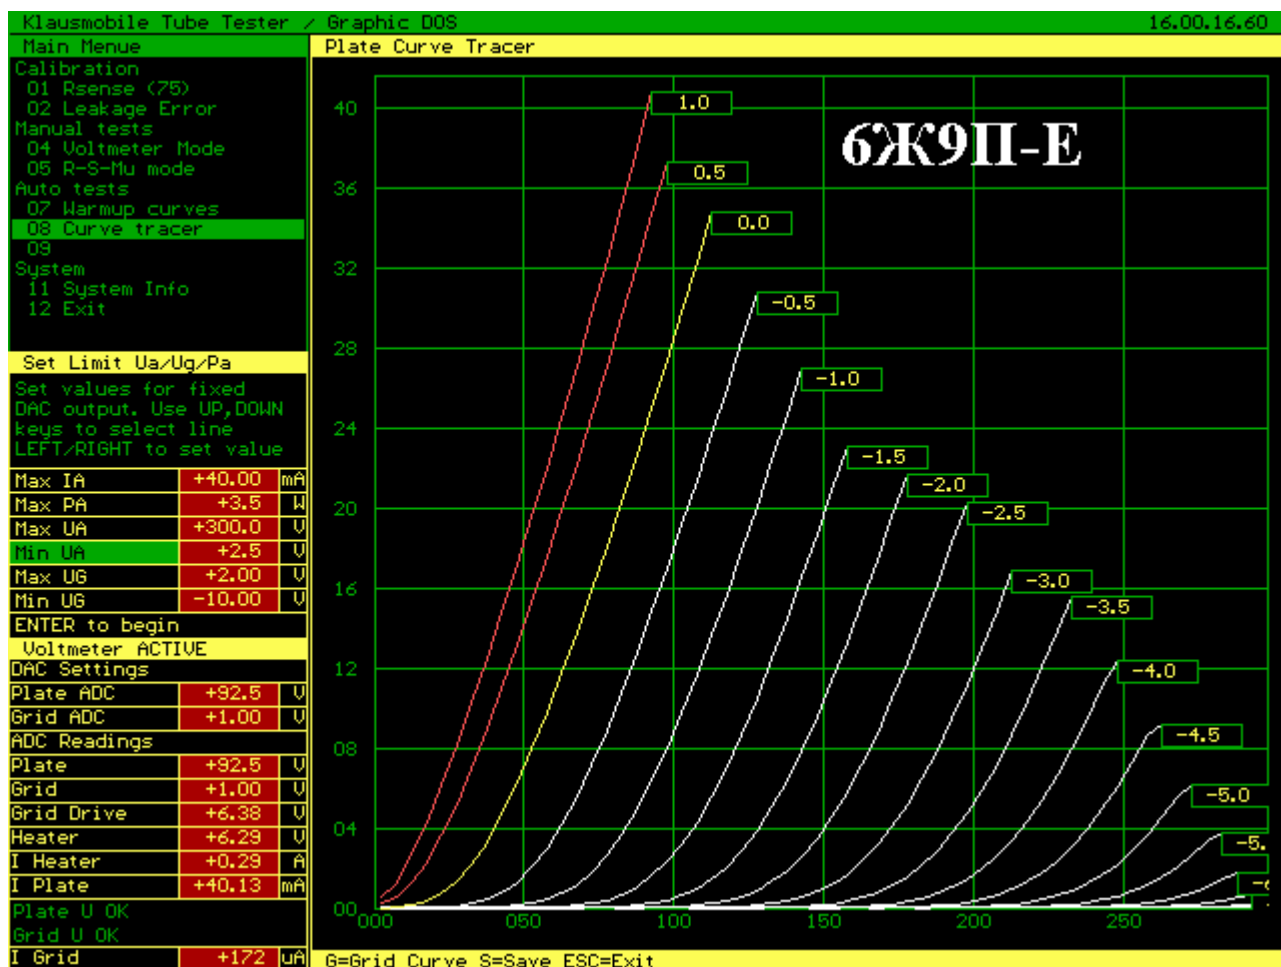 Klausmobile Tube Tester / Graphic DOS 16.00.16.60
Main Menue
Calibration
01 Rsense (75)
02 Leakage Error
Manual tests
04 Voltmeter Mode
05 R-S-Mu mode
Auto tests
07 Warmup curves
08 Curve tracer
09
System
11 System Info
12 Exit
Set Limit Ua/Ug/Pa
Set values for fixed
DAC output. Use UP,DOWN
keys to select line
LEFT/RIGHT to set value
Max IA +40.00 mA
Max PA +3.5 W
Max UA +300.0 V
Min UA +2.5 V
Max UG +2.00 V
Min UG -10.00 V
ENTER to begin
Voltmeter ACTIVE
DAC Settings
Plate ADC +92.5 V
Grid ADC +1.00 V
ADC Readings
Plate +92.5 V
Grid +1.00 V
Grid Drive +6.38 V
Heater +6.29 V
I Heater +0.29 A
I Plate +40.13 mA
Plate U OK
Grid U OK
I Grid +172 uA
Plate Curve Tracer
6Ж9П-Е
40
36
32
28
24
20
16
12
08
04
00
1.0
0.5
0.0
-0.5
-1.0
-1.5
-2.0
-2.5
-3.0
-3.5
-4.0
-4.5
-5.0
-5.
000 050 100 150 200 250
G=Grid Curve S=Save ESC=Exit